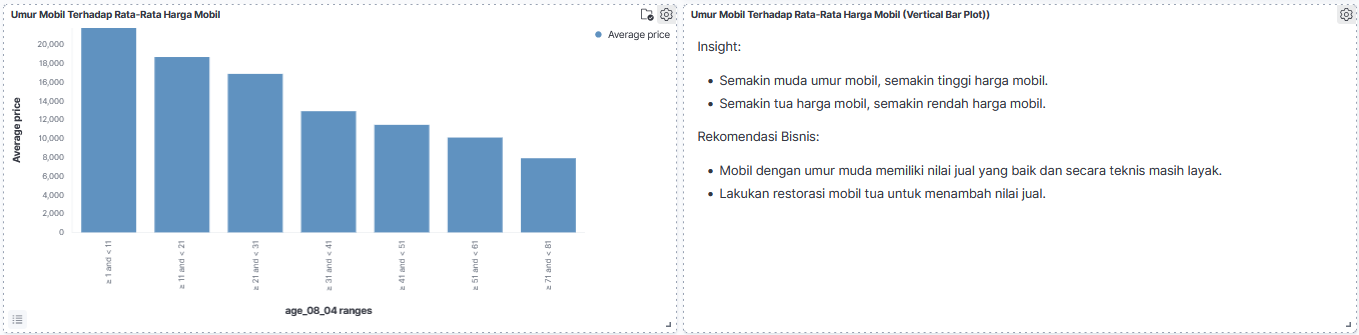 Umur Mobil Terhadap Rata-Rata Harga Mobil
Average price
Average price
20,000
18,000
16,000
14,000
12,000
10,000
8,000
6,000
4,000
2,000
0
≥ 1 and < 11
≥ 11 and < 21
≥ 21 and < 31
≥ 31 and < 41
≥ 41 and < 51
≥ 51 and < 61
≥ 71 and < 81
age_08_04 ranges
Umur Mobil Terhadap Rata-Rata Harga Mobil (Vertical Bar Plot))
Insight:
• Semakin muda umur mobil, semakin tinggi harga mobil.
• Semakin tua harga mobil, semakin rendah harga mobil.
Rekomendasi Bisnis:
• Mobil dengan umur muda memiliki nilai jual yang baik dan secara teknis masih layak.
• Lakukan restorasi mobil tua untuk menambah nilai jual.